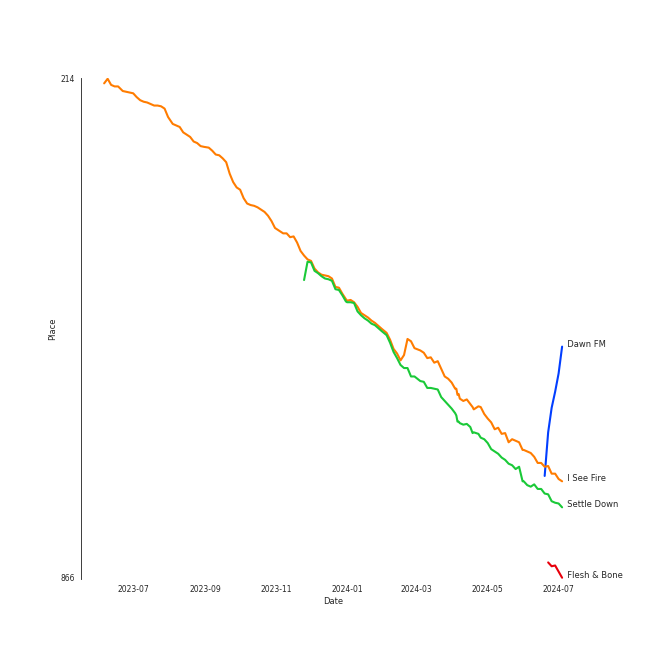 214
Dawn FM
Place
I See Fire
Settle Down
Flesh & Bone
866
2023-07
2023-09
2023-11
2024-01
2024-03
2024-05
2024-07
Date